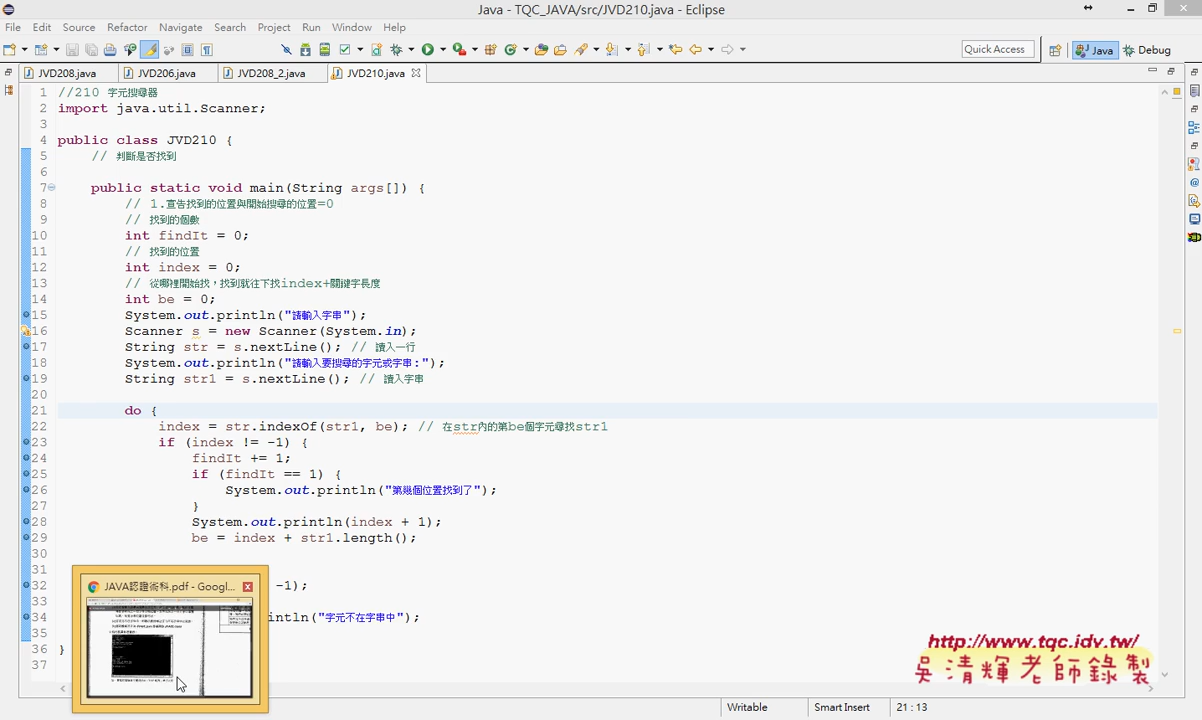 Java - TQC_JAVA/src/JVD210.java - Eclipse
File Edit Source Refactor Navigate Search Project Run Window Help
Quick Access Java Debug
JVD208.java JVD206.java JVD208_2.java JVD210.java
1 //210 字元搜尋器
2 import java.util.Scanner;
3
4 public class JVD210 {
5 // 判斷是否找到
6
7 public static void main(String args[]) {
8 // 1.宣告找到的位置與開始搜尋的位置=0
9 // 找到的個數
10 int findIt = 0;
11 // 找到的位置
12 int index = 0;
13 // 從哪裡開始找，找到就往下找index+關鍵字長度
14 int be = 0;
15 System.out.println("請輸入字串");
16 Scanner s = new Scanner(System.in);
17 String str = s.nextLine(); // 讀入一行
18 System.out.println("請輸入要搜尋的字元或字串：");
19 String str1 = s.nextLine(); // 讀入字串
20
21 do {
22 index = str.indexOf(str1, be); // 在str內的第be個字元尋找str1
23 if (index != -1) {
24 findIt += 1;
25 if (findIt == 1) {
26 System.out.println("第幾個位置找到了");
27 }
28 System.out.println(index + 1);
29 be = index + str1.length();
30
31
32 -1);
33
34 intln("字元不在字串中");
35
36 }
37
JAVA認證術科.pdf - Googl...
http://www.tqc.idv.tw/
吳清輝老師錄製
Writable Smart Insert 21 : 13